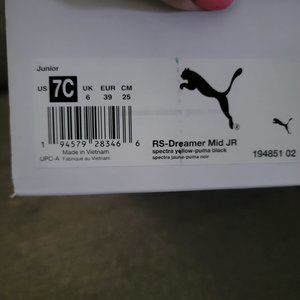 Junior
US 7C UK EUR CM
6 39 25
1 94579 28346 6
Made in Vietnam
UPC-A Fabriqué au Vietnam
RS-Dreamer Mid JR
spectra yellow-puma black
spectra jaune-puma noir
194851 02